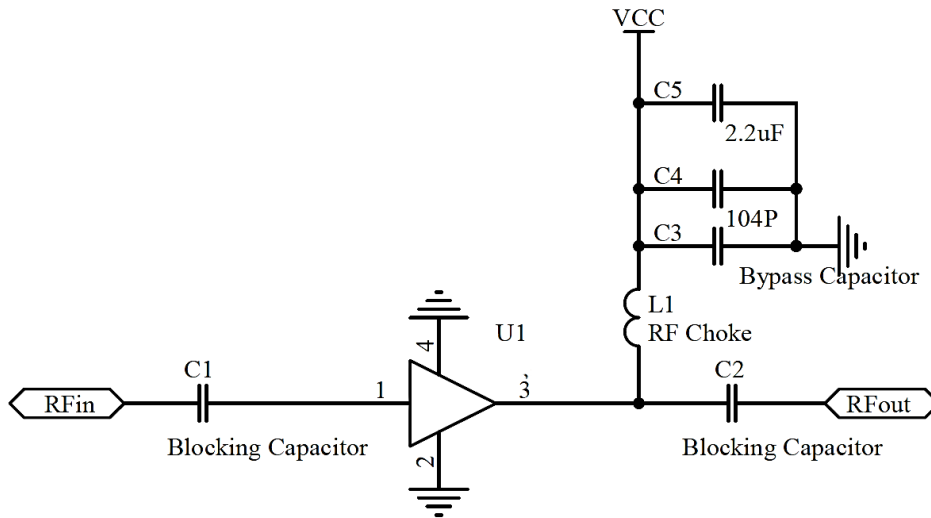 VCC
C5
2.2uF
C4
104P
C3
Bypass Capacitor
L1
RF Choke
U1
4
C1
1
3
C2
RFin
RFout
Blocking Capacitor
2
Blocking Capacitor